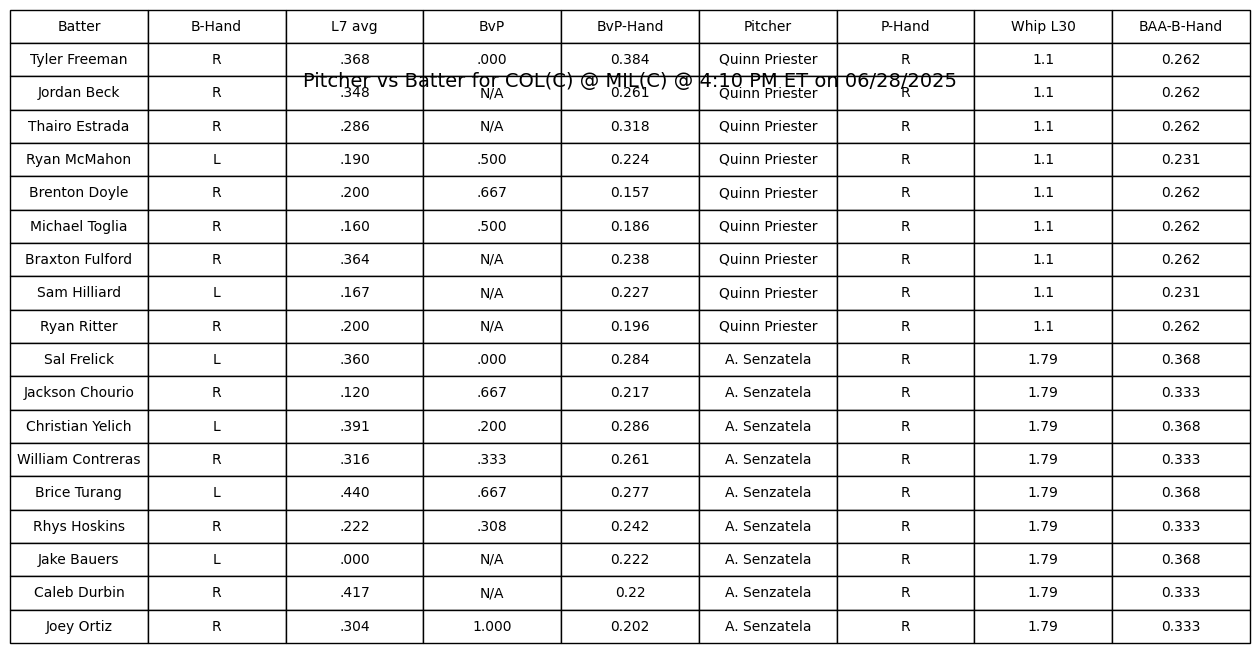 Batter B-Hand L7 avg BvP BvP-Hand Pitcher P-Hand Whip L30 BAA-B-Hand
Tyler Freeman R .368 .000 0.384 Quinn Priester R 1.1 0.262
Pitcher vs Batter for COL(C) @ MIL(C) @ 4:10 PM ET on 06/28/2025
Jordan Beck R .348 N/A 0.261 Quinn Priester R 1.1 0.262
Thairo Estrada R .286 N/A 0.318 Quinn Priester R 1.1 0.262
Ryan McMahon L .190 .500 0.224 Quinn Priester R 1.1 0.231
Brenton Doyle R .200 .667 0.157 Quinn Priester R 1.1 0.262
Michael Toglia R .160 .500 0.186 Quinn Priester R 1.1 0.262
Braxton Fulford R .364 N/A 0.238 Quinn Priester R 1.1 0.262
Sam Hilliard L .167 N/A 0.227 Quinn Priester R 1.1 0.231
Ryan Ritter R .200 N/A 0.196 Quinn Priester R 1.1 0.262
Sal Frelick L .360 .000 0.284 A. Senzatela R 1.79 0.368
Jackson Chourio R .120 .667 0.217 A. Senzatela R 1.79 0.333
Christian Yelich L .391 .200 0.286 A. Senzatela R 1.79 0.368
William Contreras R .316 .333 0.261 A. Senzatela R 1.79 0.333
Brice Turang L .440 .667 0.277 A. Senzatela R 1.79 0.368
Rhys Hoskins R .222 .308 0.242 A. Senzatela R 1.79 0.333
Jake Bauers L .000 N/A 0.222 A. Senzatela R 1.79 0.368
Caleb Durbin R .417 N/A 0.22 A. Senzatela R 1.79 0.333
Joey Ortiz R .304 1.000 0.202 A. Senzatela R 1.79 0.333